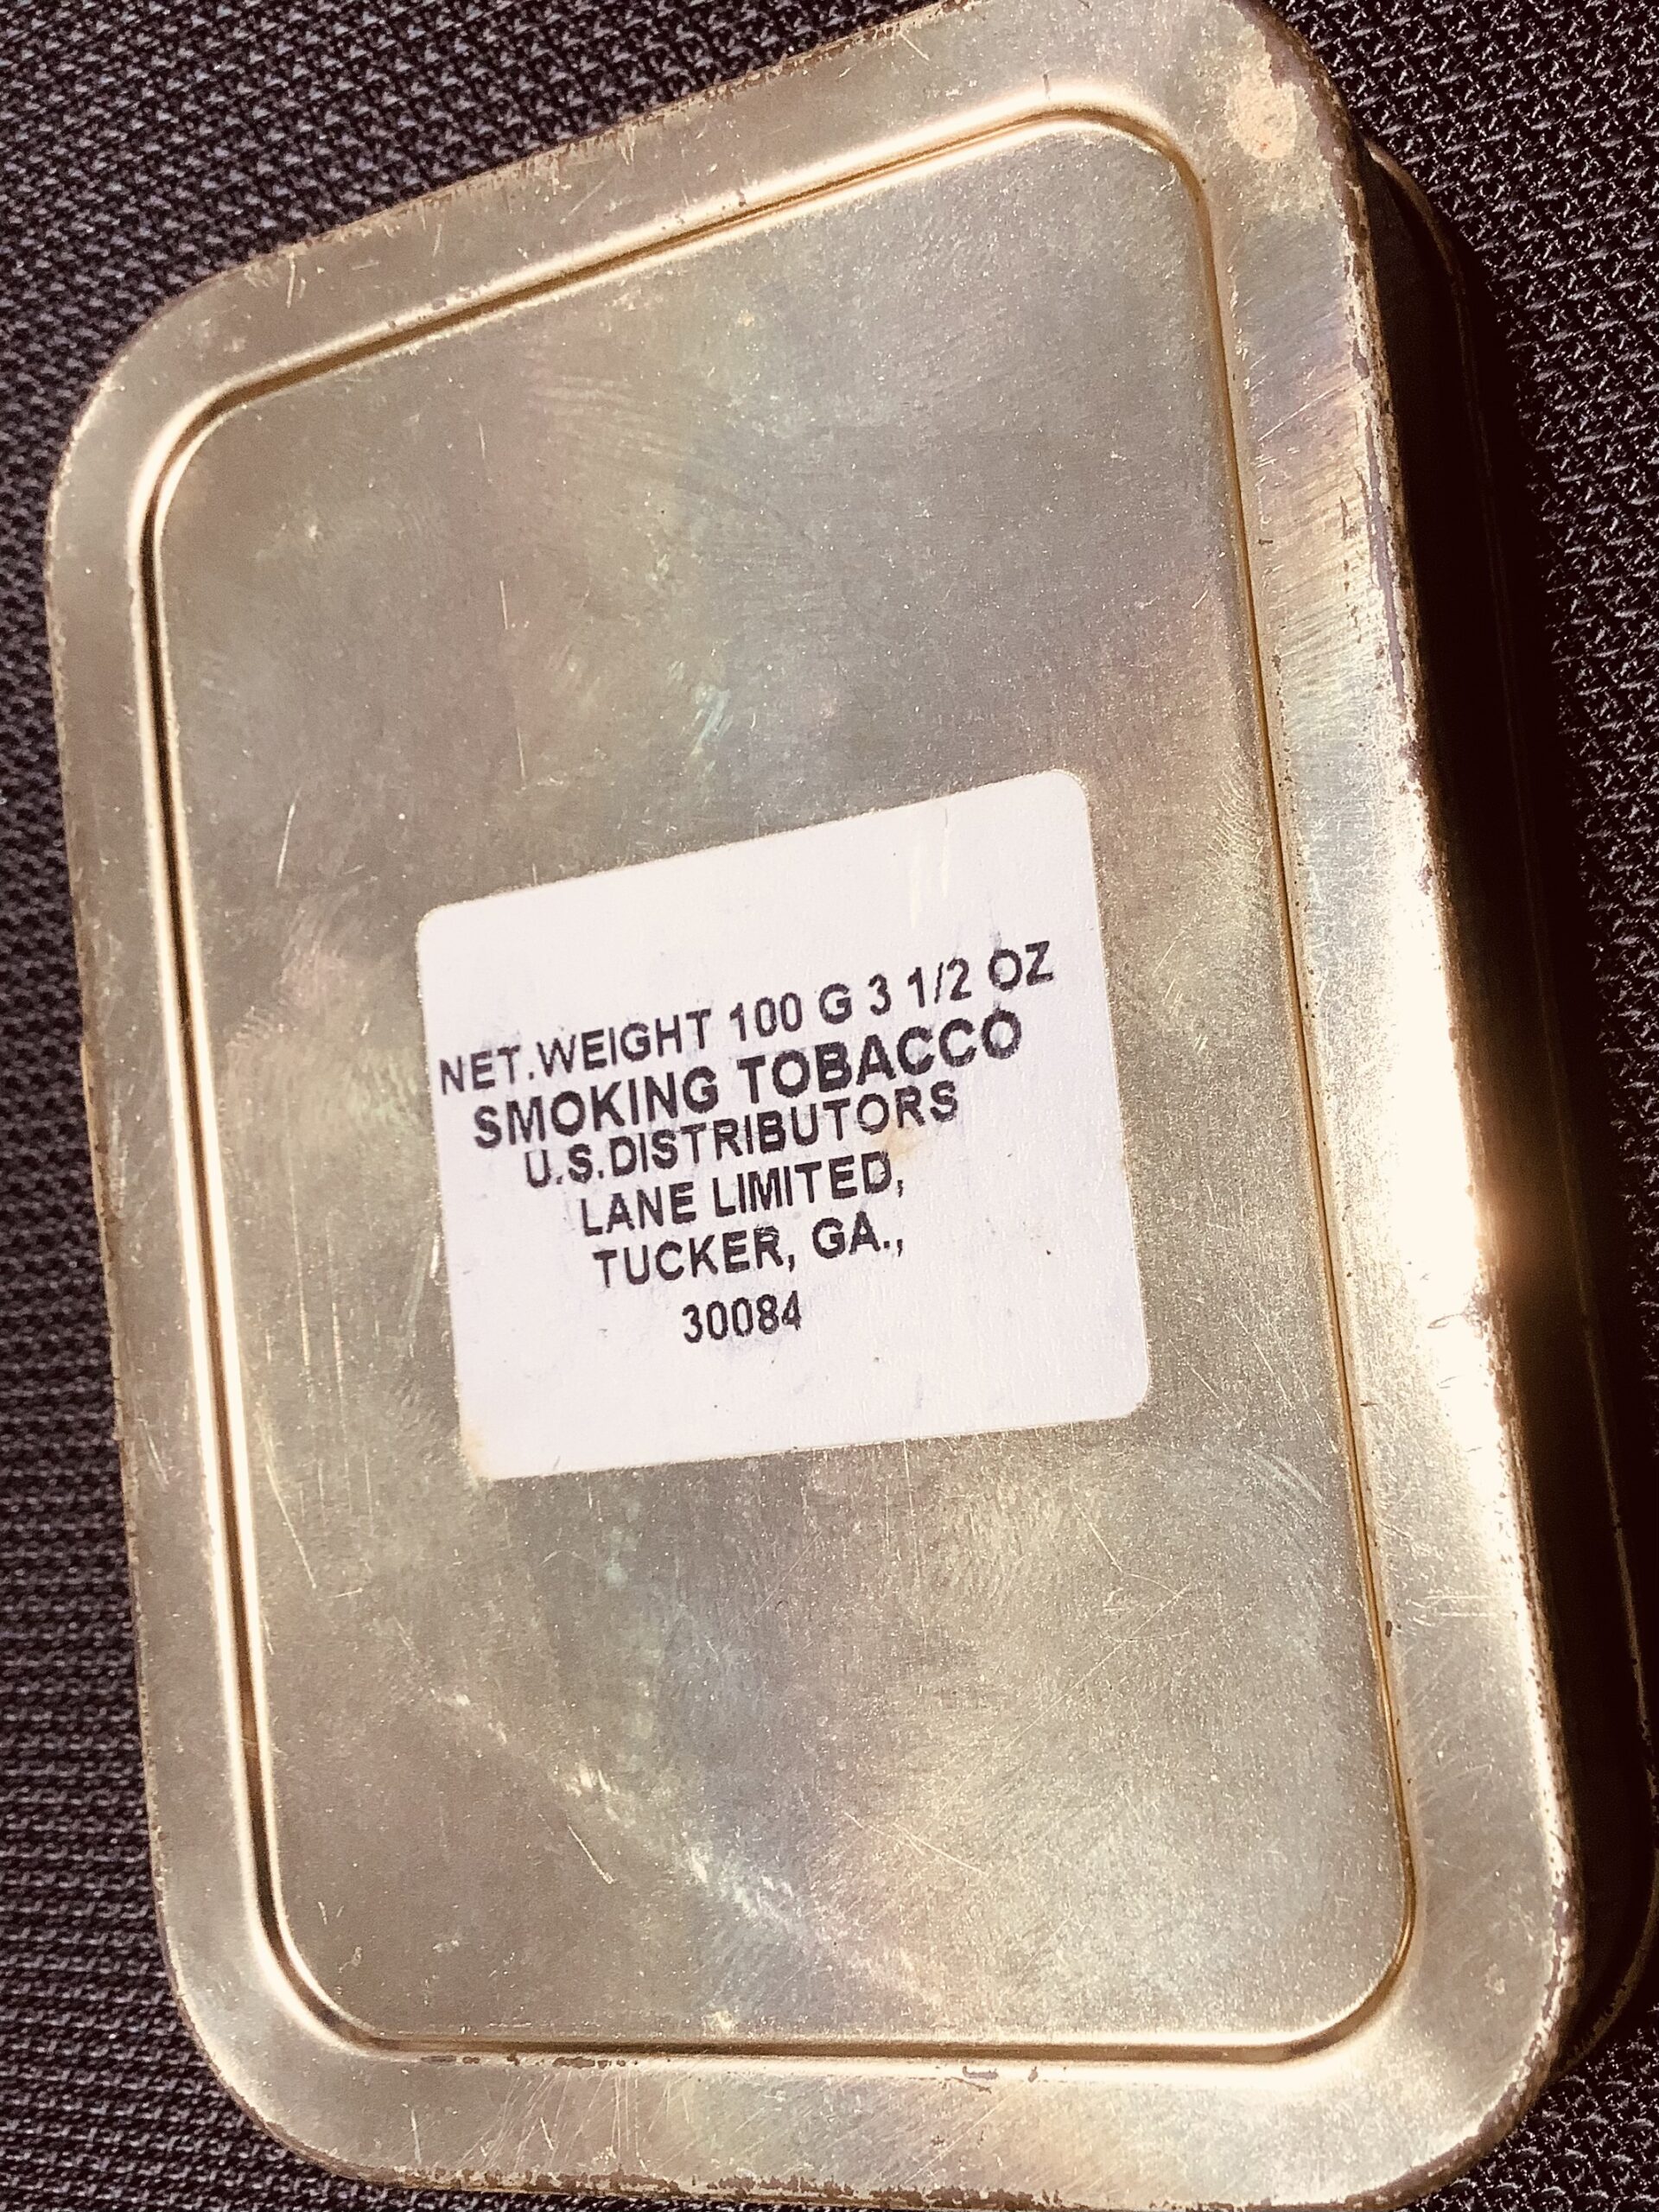 NET.WEIGHT 100 G 3 1/2 OZ
SMOKING TOBACCO
U.S.DISTRIBUTORS
LANE LIMITED,
TUCKER, GA.,
30084